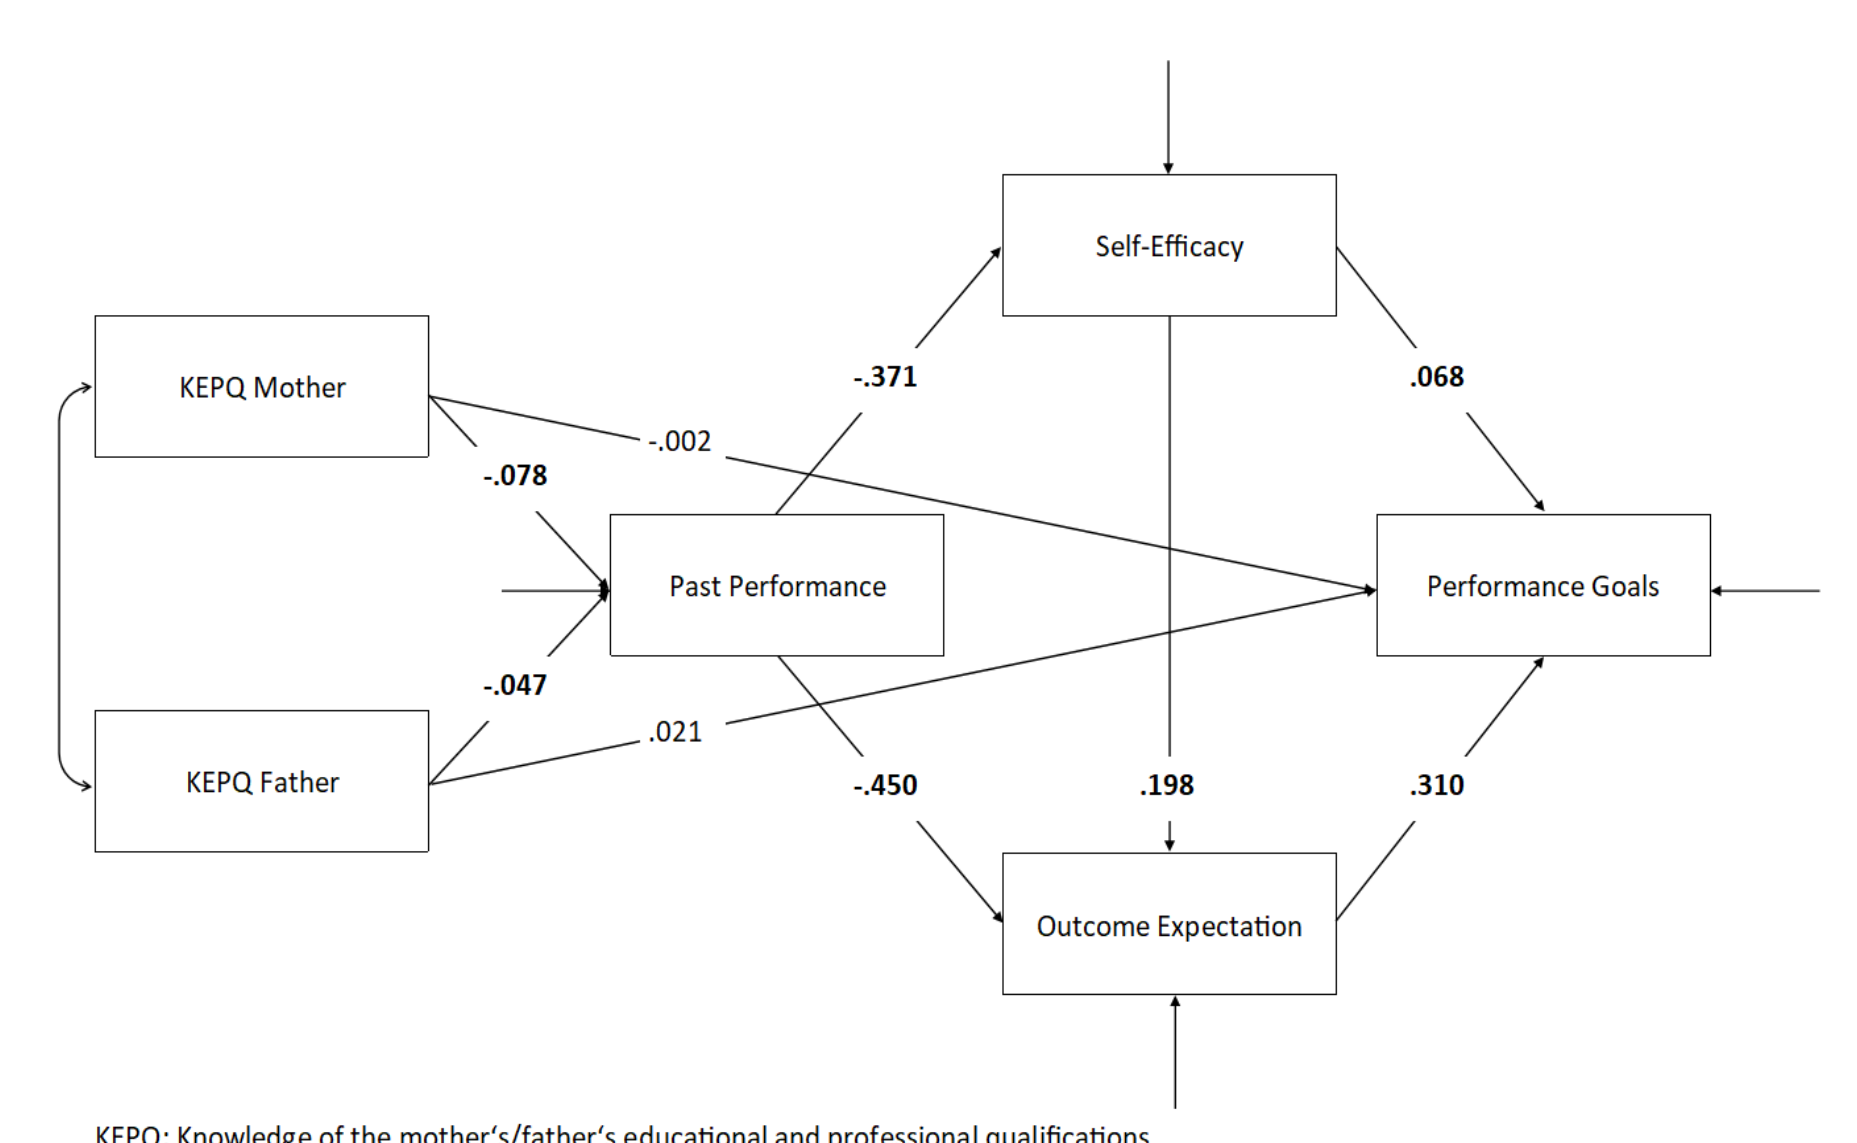 Self-Efficacy
KEPQ Mother
-.371
.068
-.002
-.078
Past Performance
Performance Goals
-.047
.021
KEPQ Father
-.450
.198
.310
Outcome Expectation
KEPQ: Knowledge of the mother‘s/father‘s educational and professional qualifications